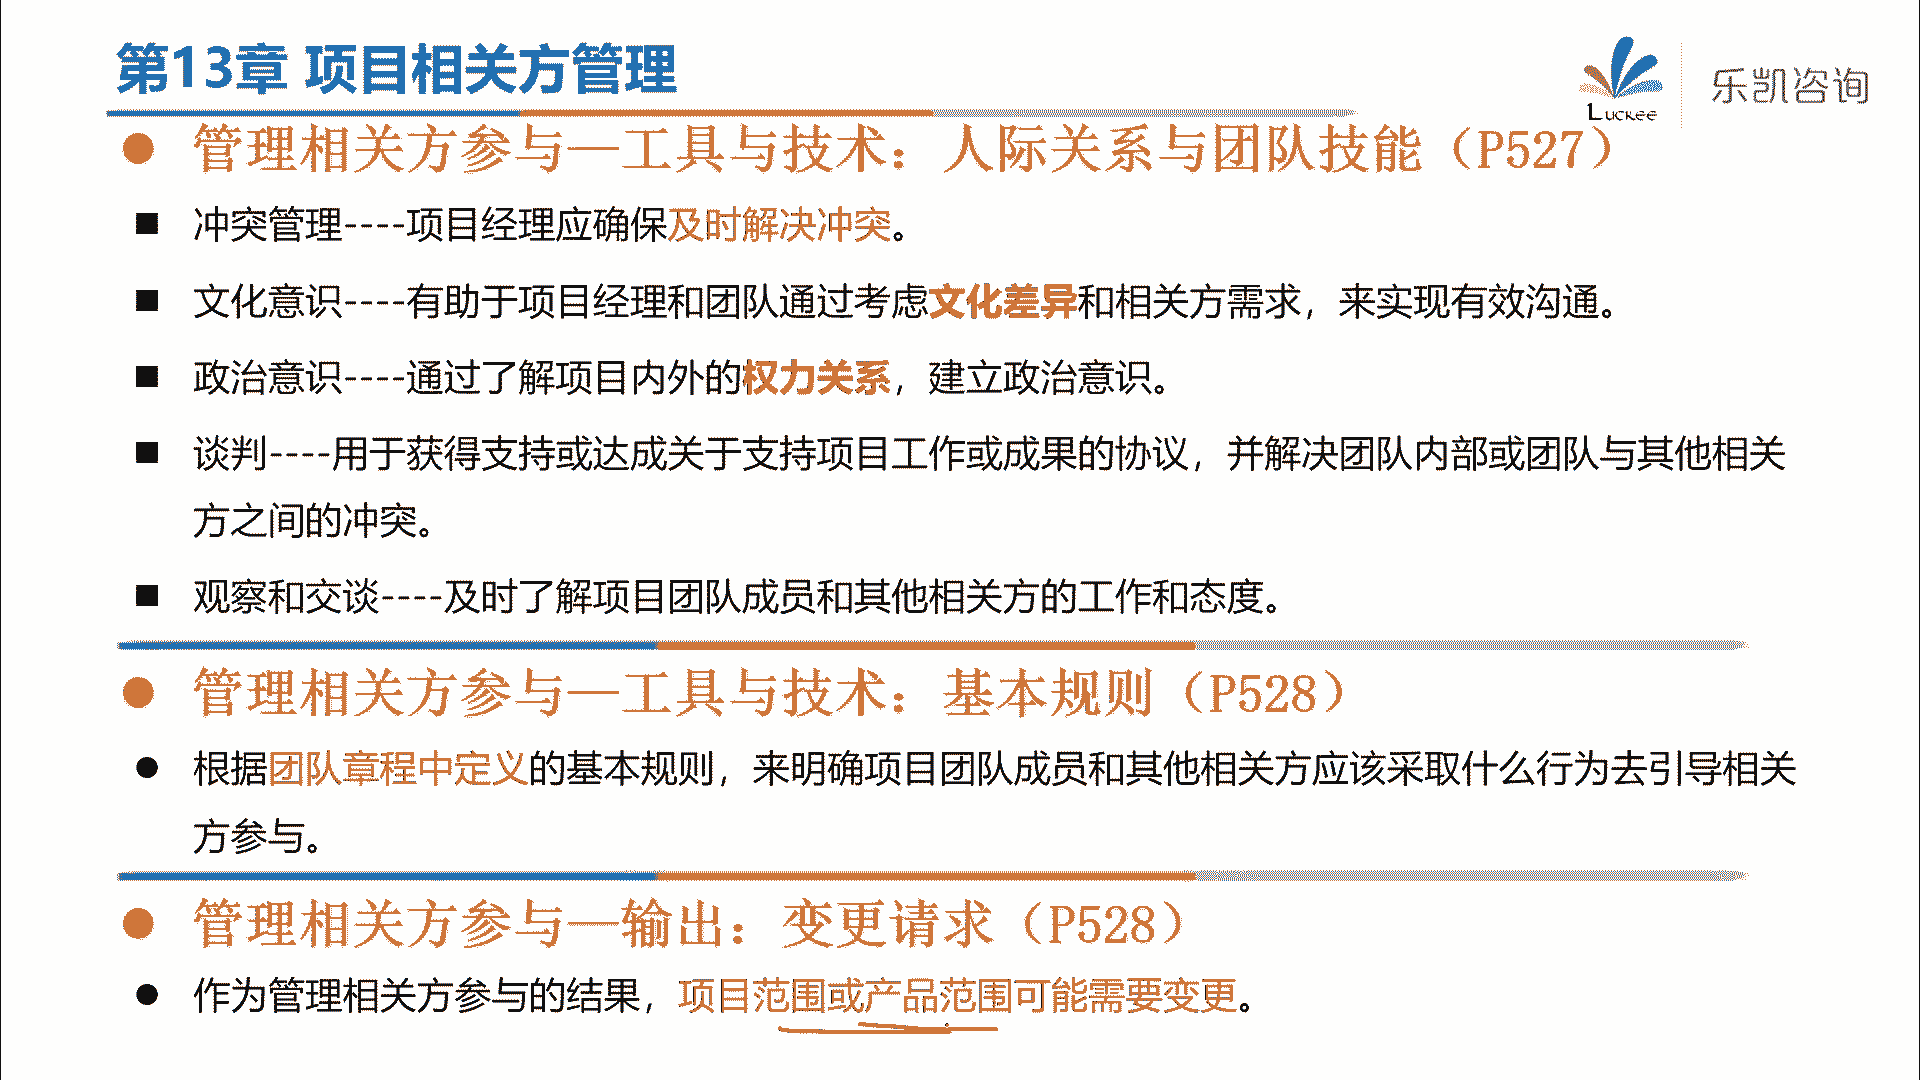 第13章 项目相关方管理
Luckee
乐凯咨询
管理相关方参与—工具与技术：人际关系与团队技能（P527）
冲突管理----项目经理应确保及时解决冲突。
文化意识----有助于项目经理和团队通过考虑文化差异和相关方需求，来实现有效沟通。
政治意识----通过了解项目内外的权力关系，建立政治意识。
谈判----用于获得支持或达成关于支持项目工作或成果的协议，并解决团队内部或团队与其他相关
方之间的冲突。
观察和交谈----及时了解项目团队成员和其他相关方的工作和态度。
管理相关方参与—工具与技术：基本规则（P528）
根据团队章程中定义的基本规则，来明确项目团队成员和其他相关方应该采取什么行为去引导相关
方参与。
管理相关方参与—输出：变更请求（P528）
作为管理相关方参与的结果，项目范围或产品范围可能需要变更。